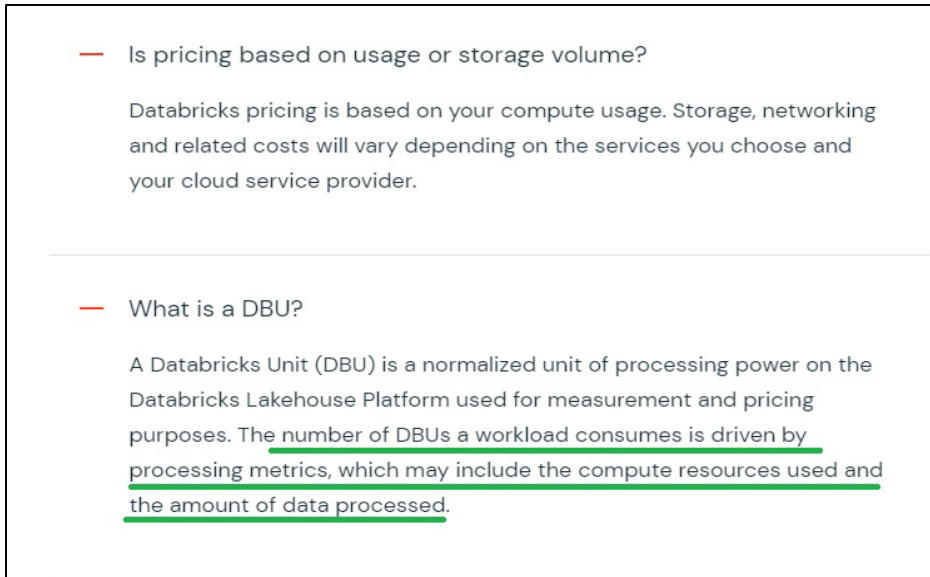 Is pricing based on usage or storage volume?
Databricks pricing is based on your compute usage. Storage, networking
and related costs will vary depending on the services you choose and
your cloud service provider.
What is a DBU?
A Databricks Unit (DBU) is a normalized unit of processing power on the
Databricks Lakehouse Platform used for measurement and pricing
purposes. The number of DBUs a workload consumes is driven by
processing metrics, which may include the compute resources used and
the amount of data processed.